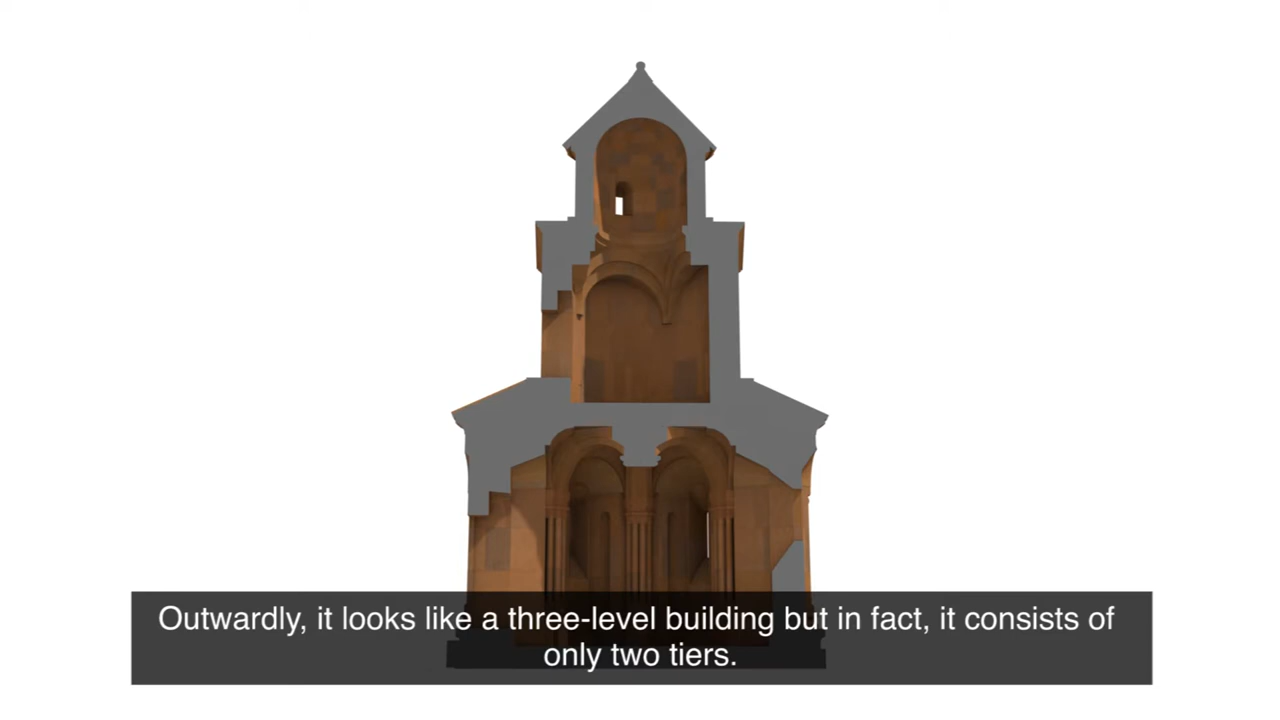 Outwardly, it looks like a three-level building but in fact, it consists of
only two tiers.